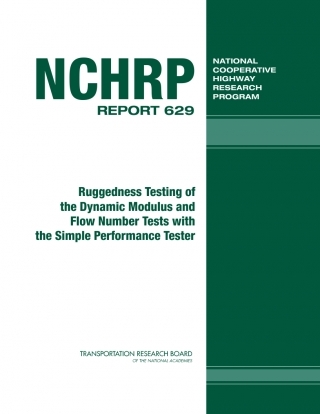 NCHRP
REPORT 629
NATIONAL
COOPERATIVE
HIGHWAY
RESEARCH
PROGRAM
Ruggedness Testing of
the Dynamic Modulus and
Flow Number Tests with
the Simple Performance Tester
TRANSPORTATION RESEARCH BOARD
OF THE NATIONAL ACADEMIES